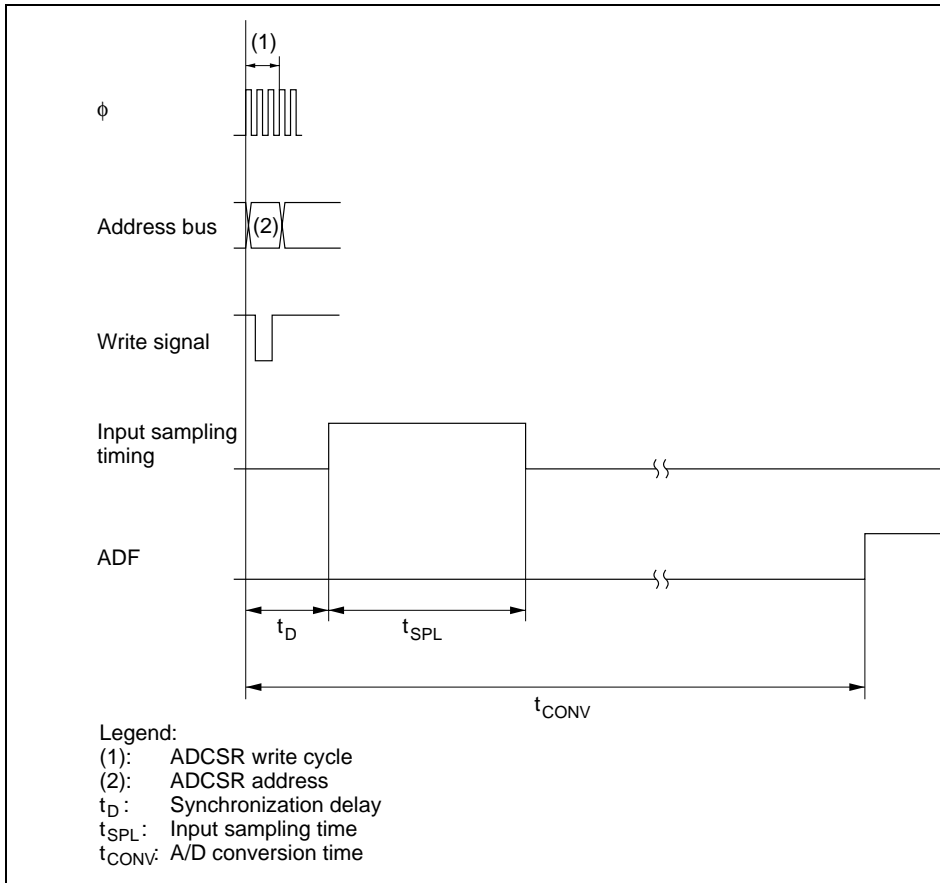 (1)
ϕ
Address bus
(2)
Write signal
Input sampling
timing
ADF
tD
tSPL
tCONV
Legend:
(1): ADCSR write cycle
(2): ADCSR address
tD : Synchronization delay
tSPL : Input sampling time
tCONV: A/D conversion time